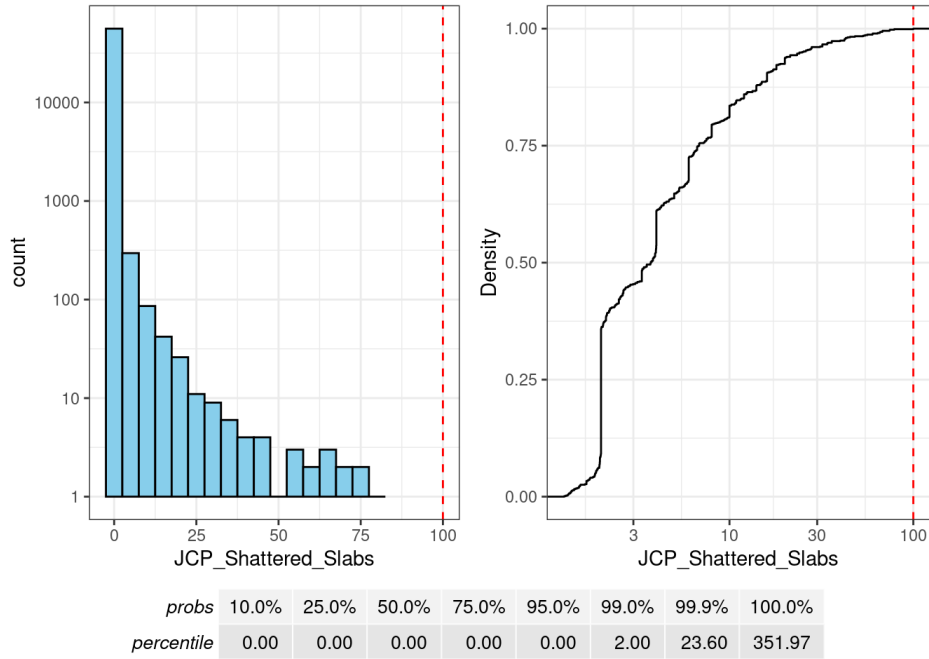 10000
1000
100
10
1
count
0 25 50 75 100
JCP_Shattered_Slabs
1.00
0.75
0.50
0.25
0.00
Density
3 10 30 100
JCP_Shattered_Slabs
probs 10.0% 25.0% 50.0% 75.0% 95.0% 99.0% 99.9% 100.0%
percentile 0.00 0.00 0.00 0.00 0.00 2.00 23.60 351.97